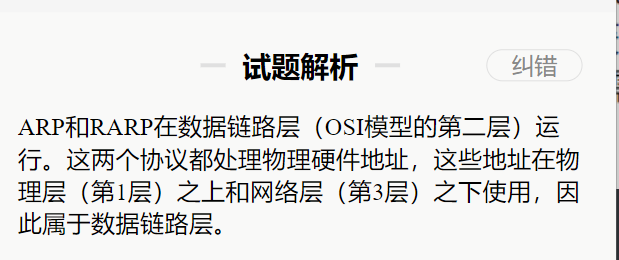 试题解析
纠错
ARP和RARP在数据链路层（OSI模型的第二层）运
行。这两个协议都处理物理硬件地址，这些地址在物
理层（第1层）之上和网络层（第3层）之下使用，因
此属于数据链路层。